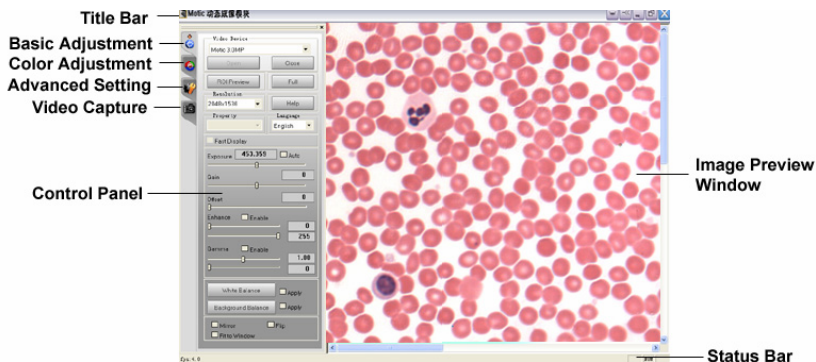 Title Bar
Motic 动态成像模块
Basic Adjustment
Color Adjustment
Advanced Setting
Video Capture
Control Panel
Video Device
Motic 3.0MP
Open
Close
ROI Preview
Full
Resolution
2048x1536
Help
Property
Language
English
Fast Display
Exposure 453.359 Auto
Gain 0
Offset 0
Enhance Enable
0
255
Gamma Enable
1.00
0
White Balance Apply
Background Balance Apply
Mirror Flip
Fit to Window
Image Preview
Window
Status Bar